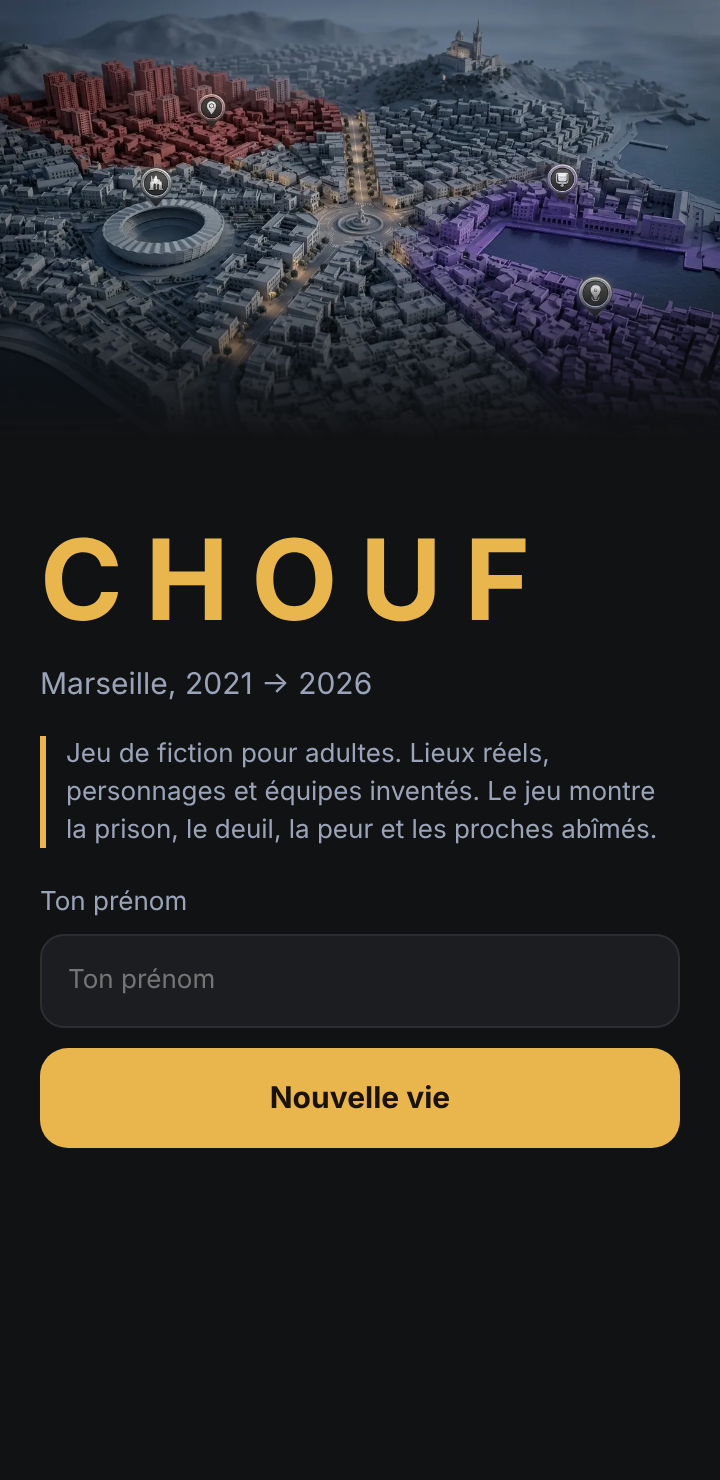 CHOUF
Marseille, 2021 → 2026
Jeu de fiction pour adultes. Lieux réels,
personnages et équipes inventés. Le jeu montre
la prison, le deuil, la peur et les proches abîmés.
Ton prénom
Ton prénom
Nouvelle vie